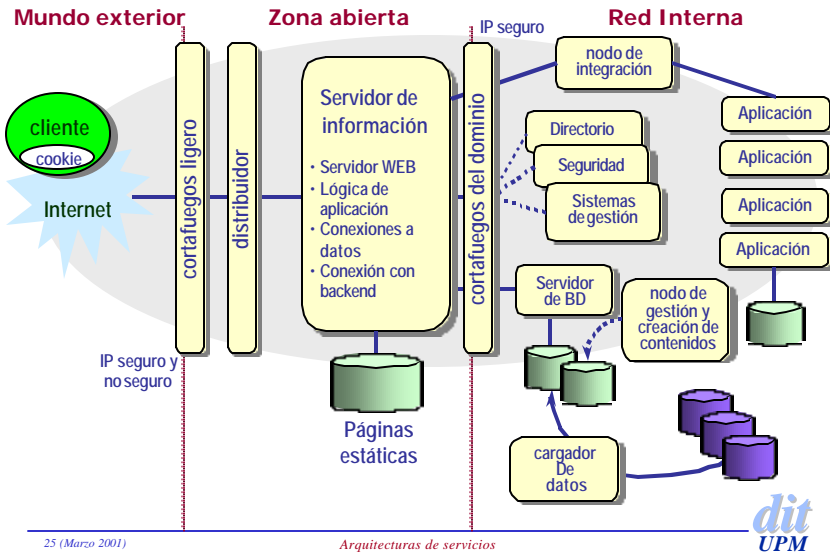 Mundo exterior
Zona abierta
Red Interna
IP seguro
cliente
cookie
Internet
cortafuegos ligero
IP seguro y
no seguro
distribuidor
Servidor de
información
· Servidor WEB
· Lógica de
aplicación
· Conexiones a
datos
· Conexión con
backend
Páginas
estáticas
cortafuegos del dominio
nodo de
integración
Directorio
Seguridad
Sistemas
de gestión
Aplicación
Aplicación
Aplicación
Aplicación
Servidor
de BD
nodo de
gestión y
creación de
contenidos
cargador
De
datos
25 (Marzo 2001)
Arquitecturas de servicios
dit
UPM